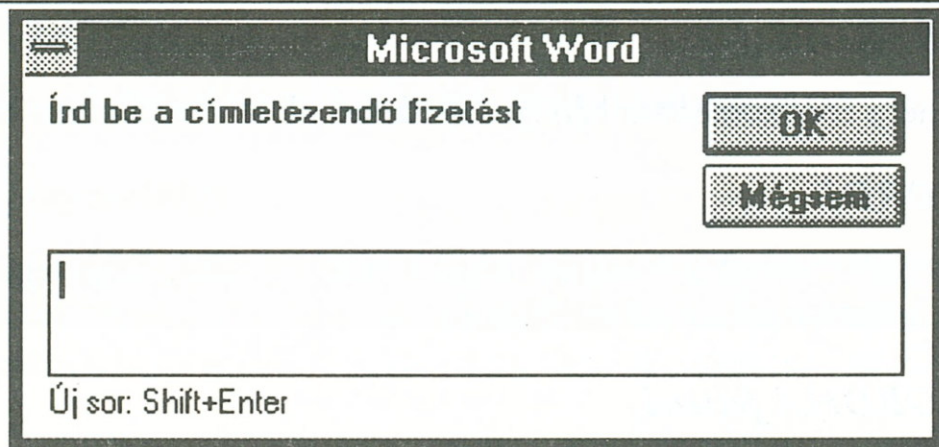 Microsoft Word
Írd be a címletezendő fizetést
OK
Mégsem
Új sor: Shift+Enter